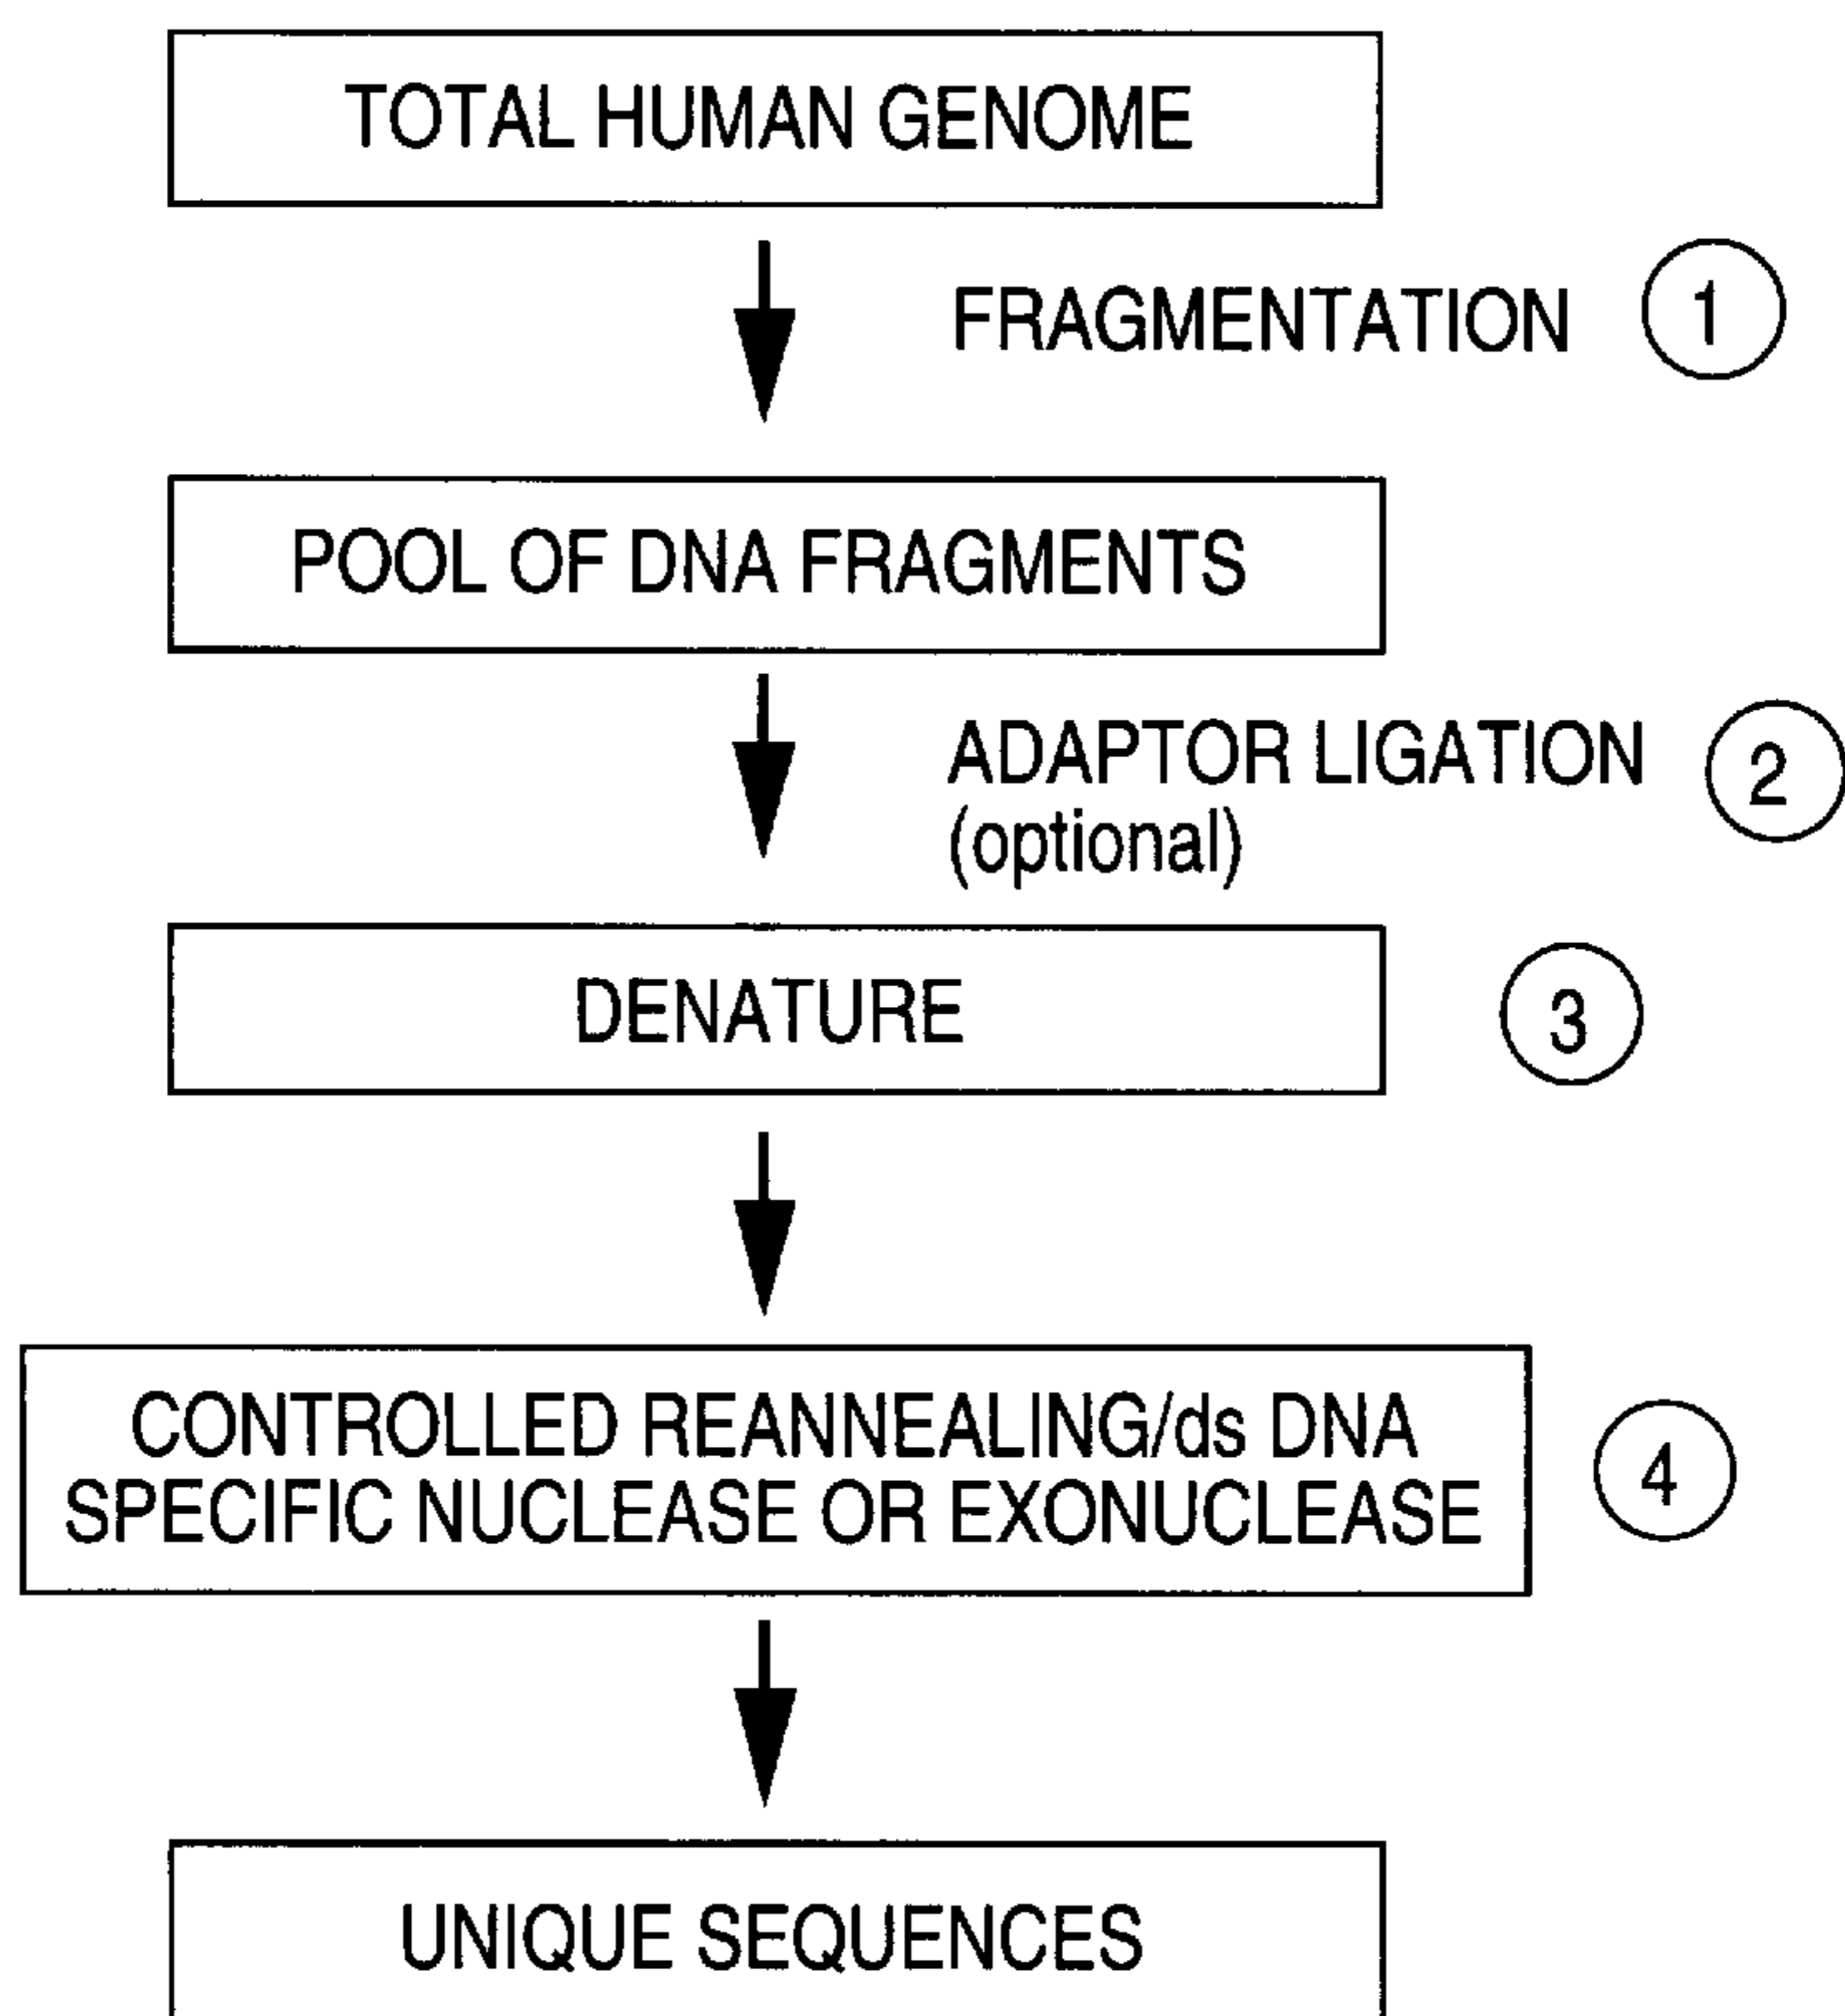 TOTAL HUMAN GENOME
FRAGMENTATION 1
POOL OF DNA FRAGMENTS
ADAPTOR LIGATION 2
(optional)
DENATURE 3
CONTROLLED REANNEALING/ds DNA
SPECIFIC NUCLEASE OR EXONUCLEASE 4
UNIQUE SEQUENCES